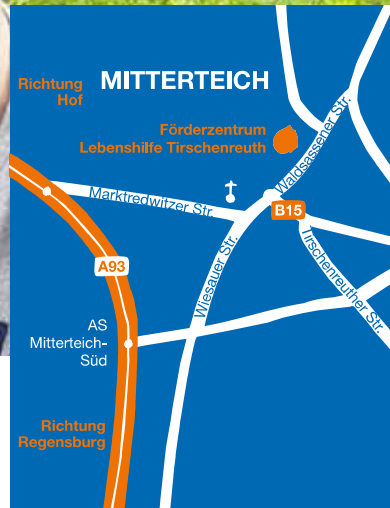 Richtung
Hof
MITTERTEICH
Förderzentrum
Lebenshilfe Tirschenreuth
Waldsassener Str.
Marktredwitzer Str.
B15
Tirschenreuther Str.
Wiesauer Str.
A93
AS
Mitterteich-
Süd
Richtung
Regensburg